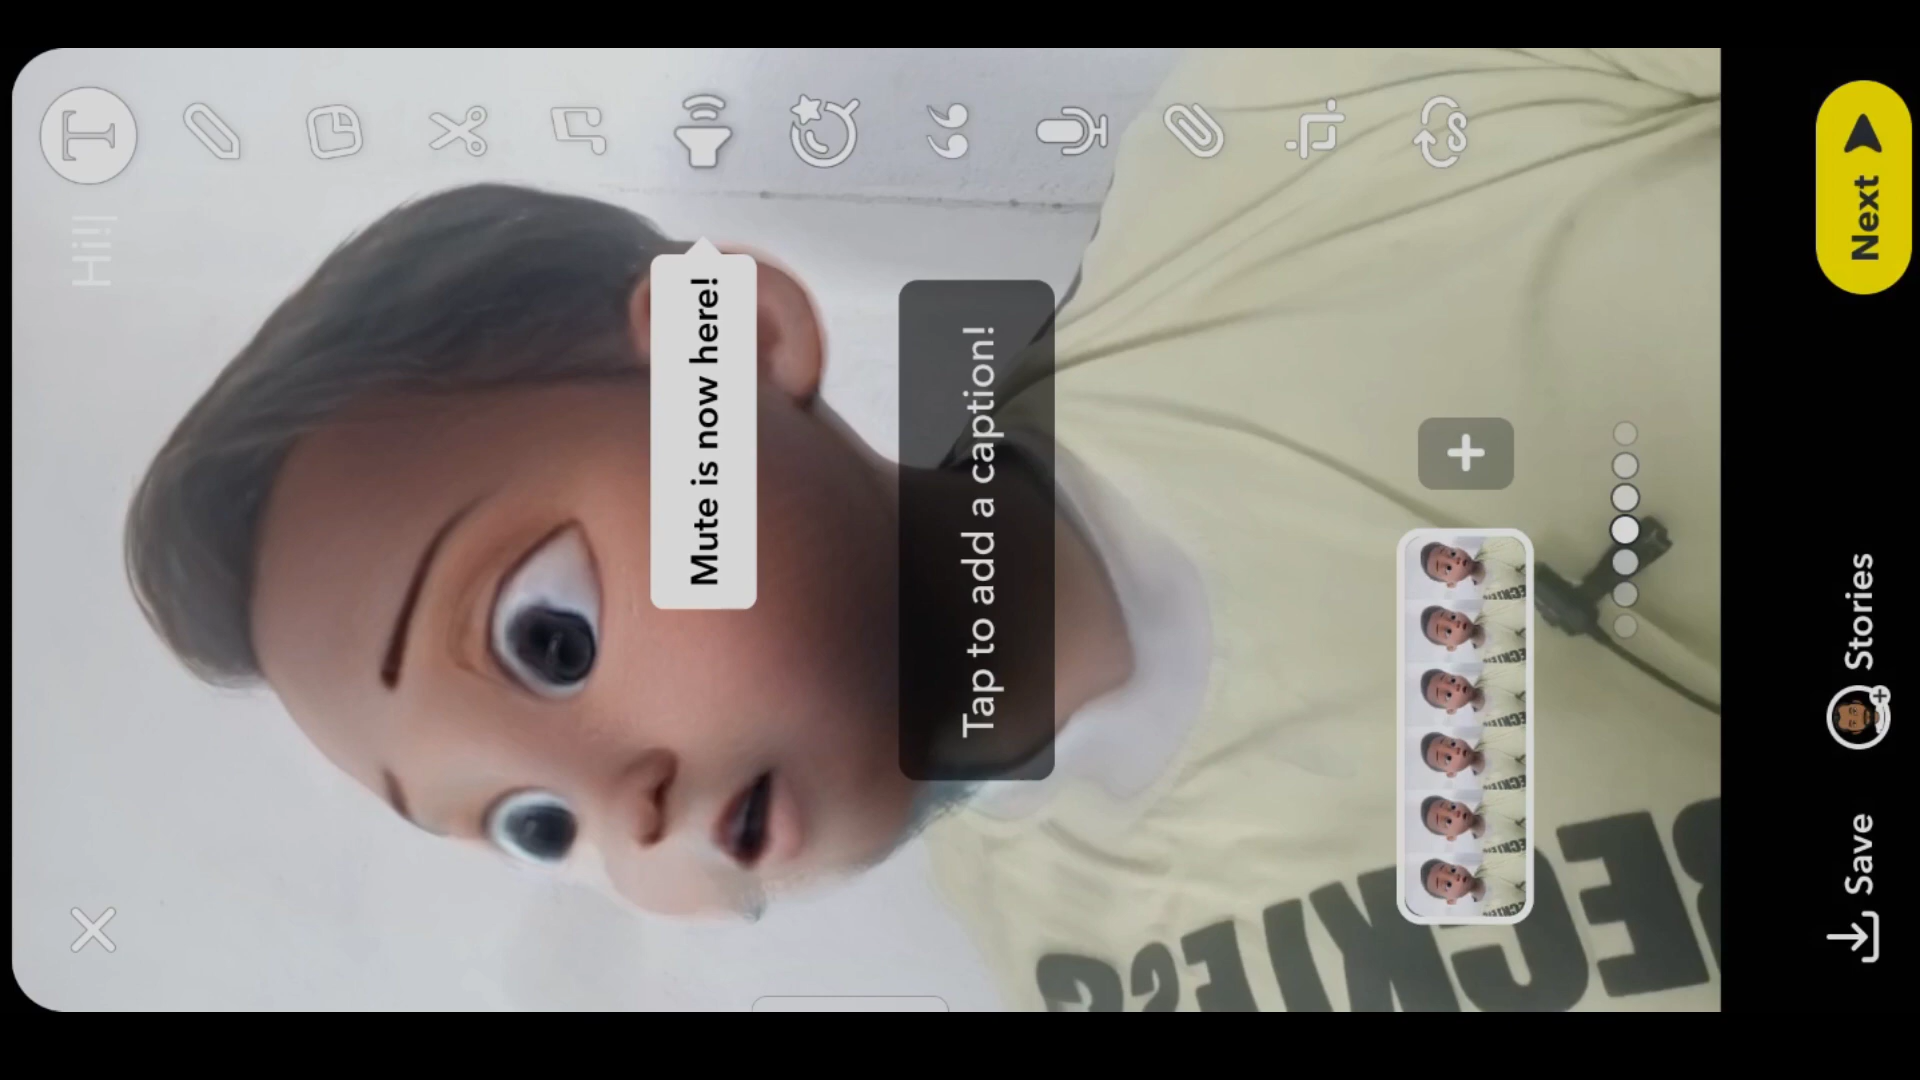 Hi!!
Mute is now here!
Tap to add a caption!
Save
Stories
Next